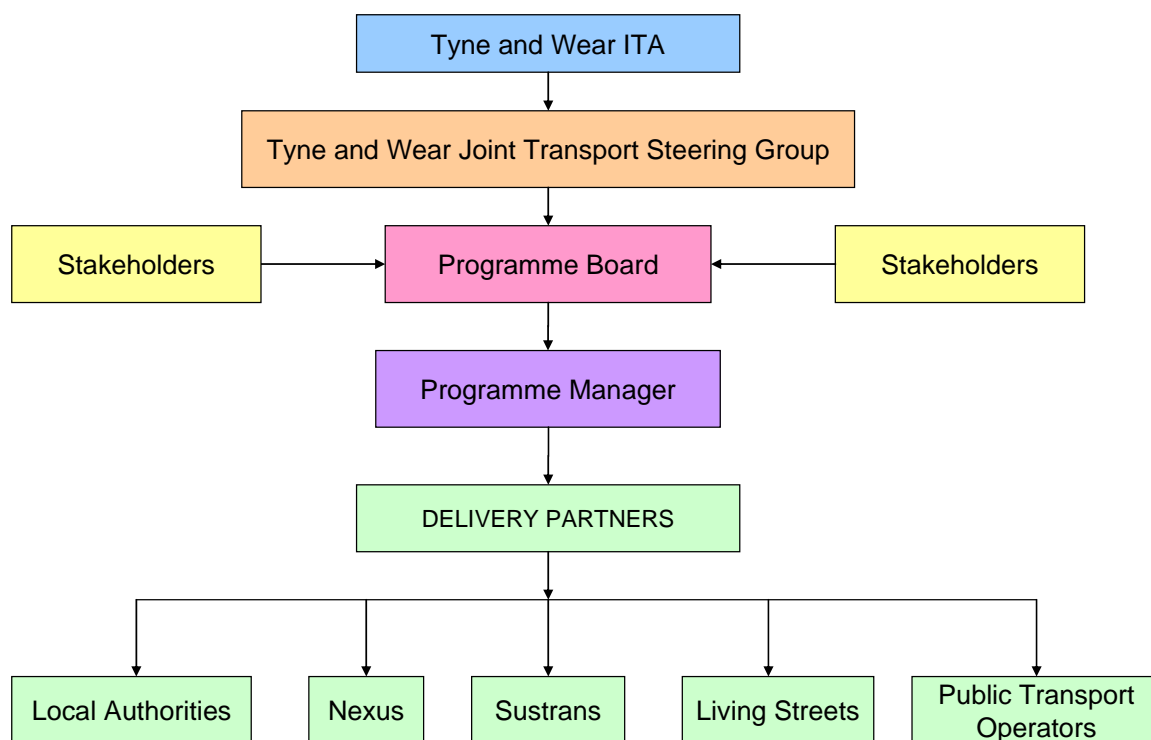 Tyne and Wear ITA
Tyne and Wear Joint Transport Steering Group
Stakeholders
Programme Board
Stakeholders
Programme Manager
DELIVERY PARTNERS
Local Authorities
Nexus
Sustrans
Living Streets
Public Transport
Operators